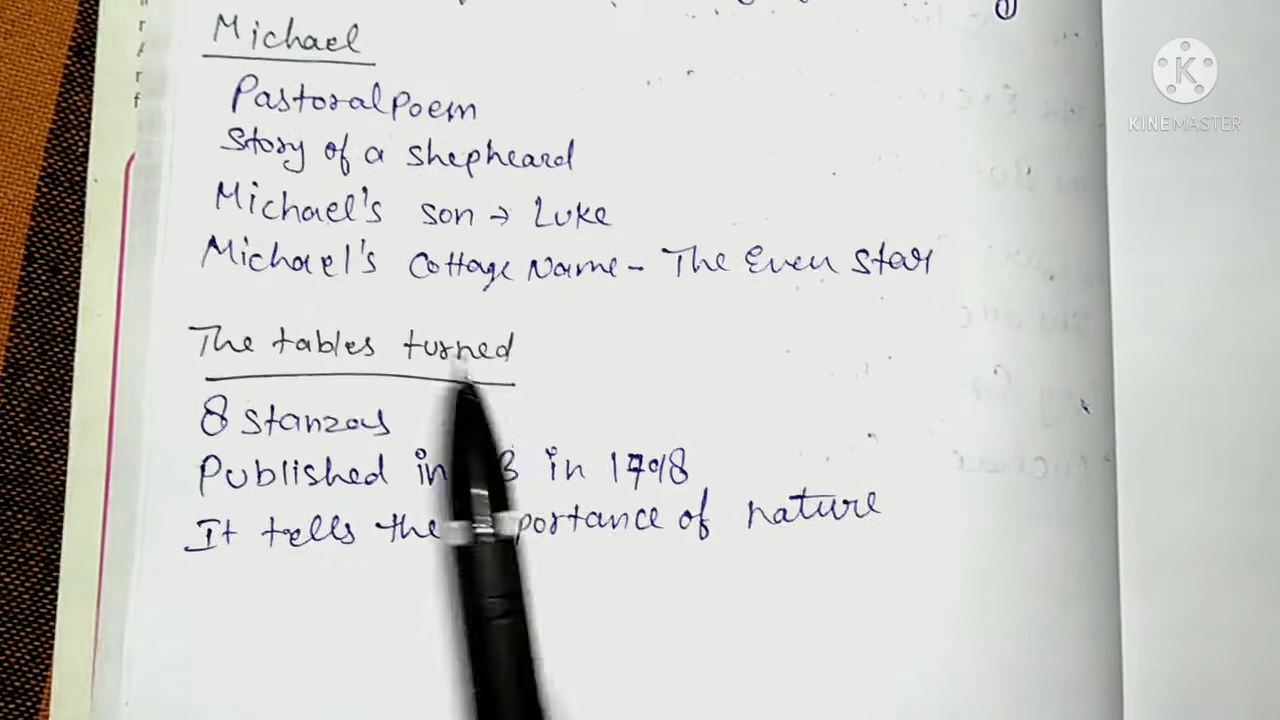 Michael
Pastoral poem
Story of a shepheard
Michael's son → Luke
Michael's Cottage Name - The Even Star
The tables turned
8 stanzas
Published in B in 1798
It tells the portance of nature
KINEMASTER